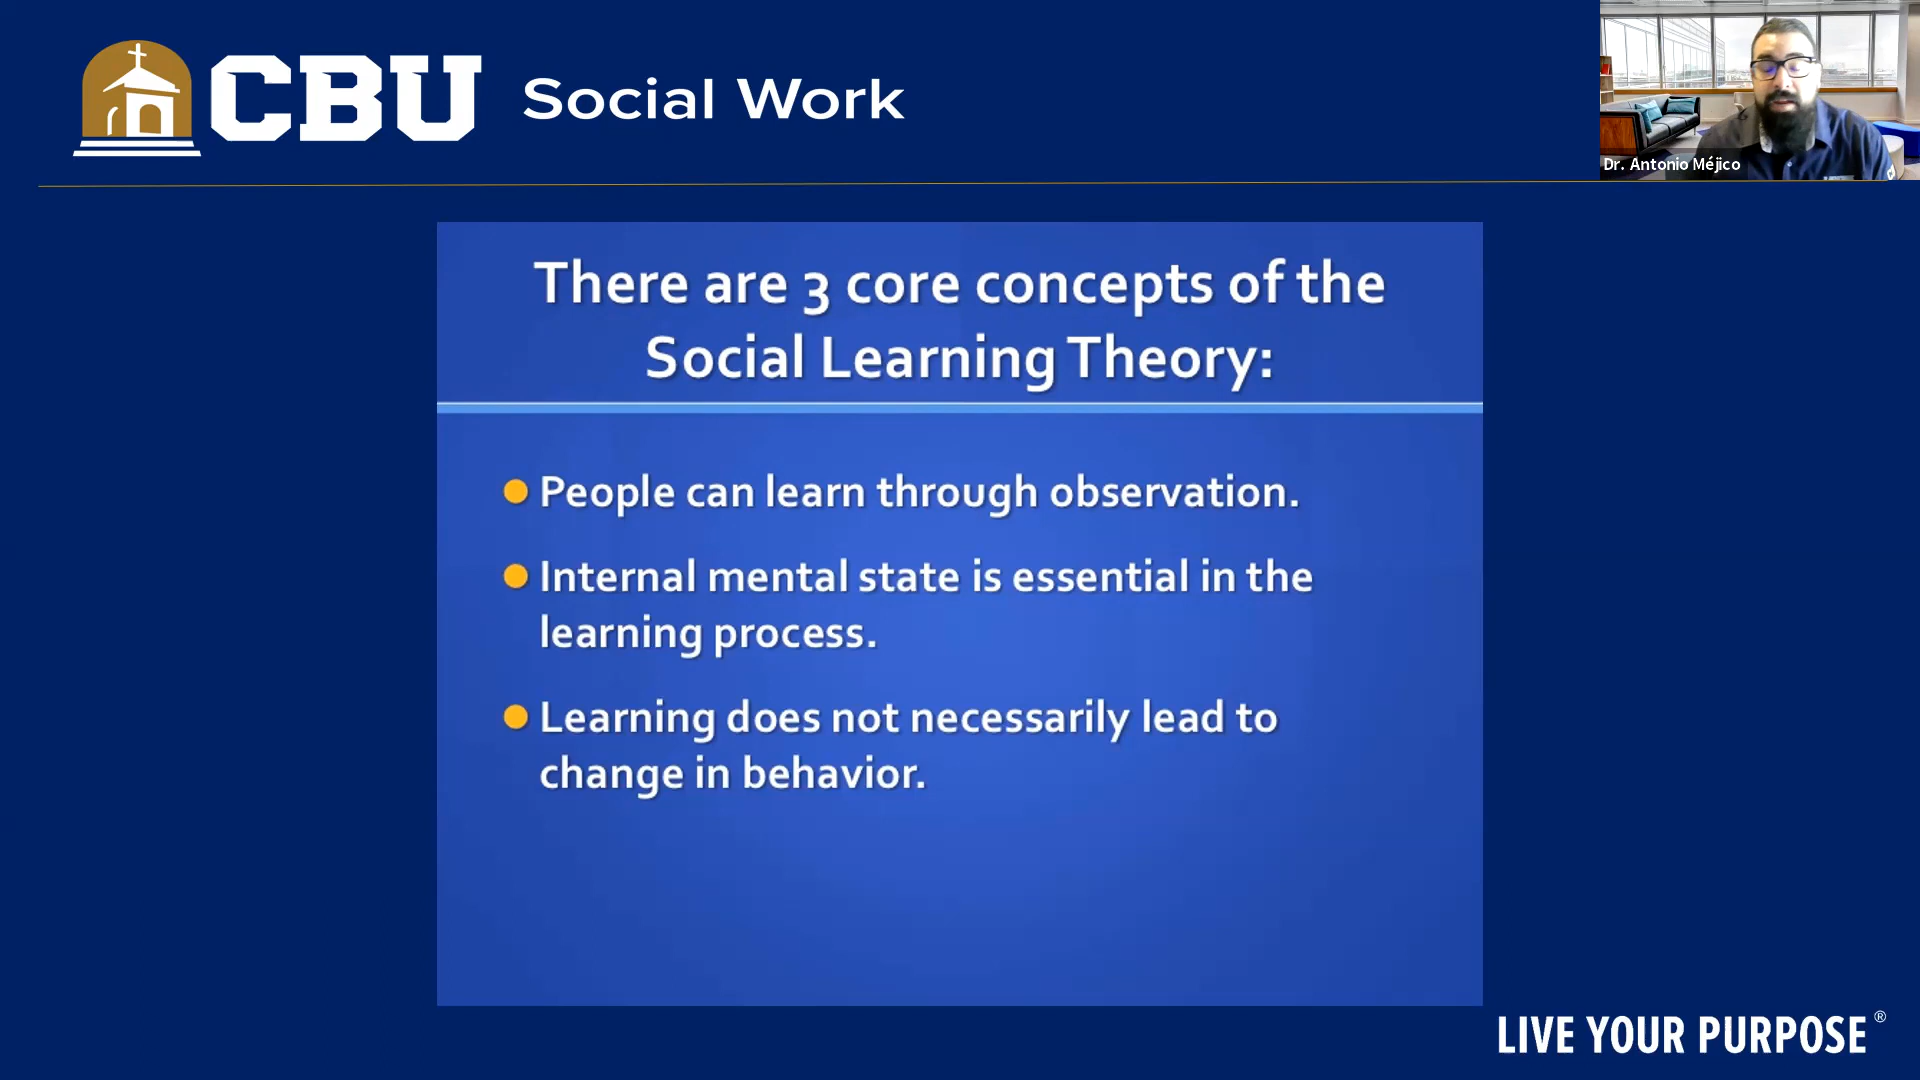 CBU Social Work
Dr. Antonio Méjico
There are 3 core concepts of the
Social Learning Theory:
People can learn through observation.
Internal mental state is essential in the
learning process.
Learning does not necessarily lead to
change in behavior.
LIVE YOUR PURPOSE®